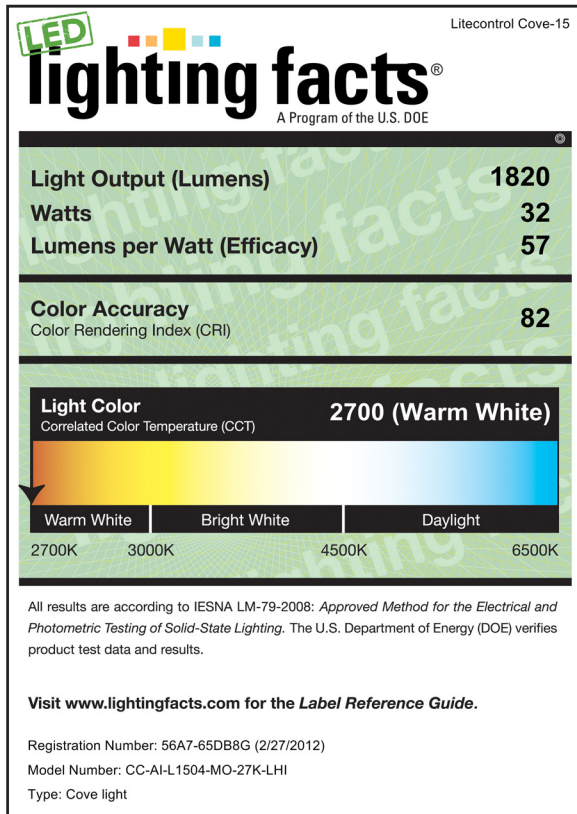 Litecontrol Cove-15
LED
lighting facts®
A Program of the U.S. DOE
Light Output (Lumens) 1820
Watts 32
Lumens per Watt (Efficacy) 57
Color Accuracy
Color Rendering Index (CRI) 82
Light Color
Correlated Color Temperature (CCT) 2700 (Warm White)
Warm White Bright White Daylight
2700K 3000K 4500K 6500K
All results are according to IESNA LM-79-2008: Approved Method for the Electrical and
Photometric Testing of Solid-State Lighting. The U.S. Department of Energy (DOE) verifies
product test data and results.
Visit www.lightingfacts.com for the Label Reference Guide.
Registration Number: 56A7-65DB8G (2/27/2012)
Model Number: CC-AI-L1504-MO-27K-LHI
Type: Cove light